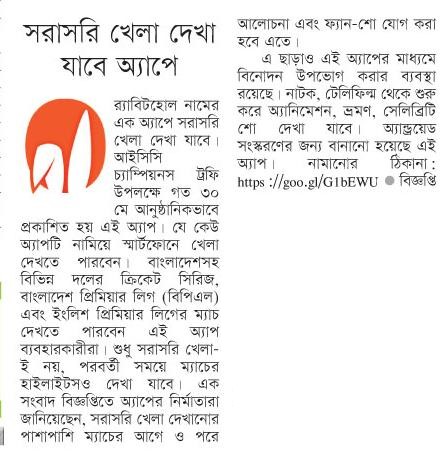 সরাসরি খেলা দেখা
যাবে অ্যাপে
র‍্যাবিটহোল নামের
এক অ্যাপে সরাসরি
খেলা দেখা যাবে।
আইসিসি
চ্যাম্পিয়নস ট্রফি
উপলক্ষে গত ৩০
মে আনুষ্ঠানিকভাবে
প্রকাশিত হয় এই অ্যাপ। যে কেউ
অ্যাপটি নামিয়ে স্মার্টফোনে খেলা
দেখতে পারবেন। বাংলাদেশসহ
বিভিন্ন দলের ক্রিকেট সিরিজ,
বাংলাদেশ প্রিমিয়ার লিগ (বিপিএল)
এবং ইংলিশ প্রিমিয়ার লিগের ম্যাচ
দেখতে পারবেন এই অ্যাপ
ব্যবহারকারীরা। শুধু সরাসরি খেলা-
ই নয়, পরবর্তী সময়ে ম্যাচের
হাইলাইটসও দেখা যাবে। এক
সংবাদ বিজ্ঞপ্তিতে অ্যাপের নির্মাতারা
জানিয়েছেন, সরাসরি খেলা দেখানোর
পাশাপাশি ম্যাচের আগে ও পরে
আলোচনা এবং ফ্যান-শো যোগ করা
হবে এতে।
এ ছাড়াও এই অ্যাপের মাধ্যমে
বিনোদন উপভোগ করার ব্যবস্থা
রয়েছে। নাটক, টেলিফিল্ম থেকে শুরু
করে অ্যানিমেশন, ভ্রমণ, সেলিব্রিটি
শো দেখা যাবে। অ্যান্ড্রয়েড
সংস্করণের জন্য বানানো হয়েছে এই
অ্যাপ। নামানোর ঠিকানা:
https://goo.gl/G1bEWU ● বিজ্ঞপ্তি